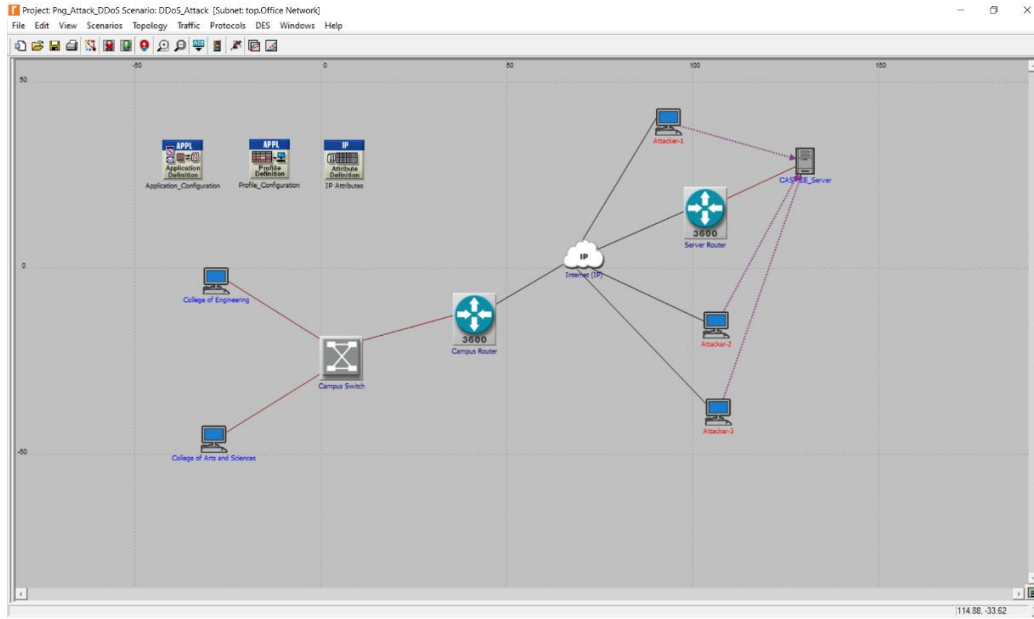 Project: Png_Attack_DDoS Scenario: DDoS_Attack [Subnet: top.Office Network]
File Edit View Scenarios Topology Traffic Protocols DES Windows Help
-50 0 50 100 150
50
Attacker-1
APPL
Application
Definition
Application_Configuration
APPL
Profile
Definition
Profile_Configuration
IP
Attribute
Definition
IP Attributes
3600
Server Router
IP
Internet (IP)
0
College of Engineering
3600
Campus Router
Attacker-2
Campus Switch
Attacker-3
-50
College of Arts and Sciences
114.88, -33.62